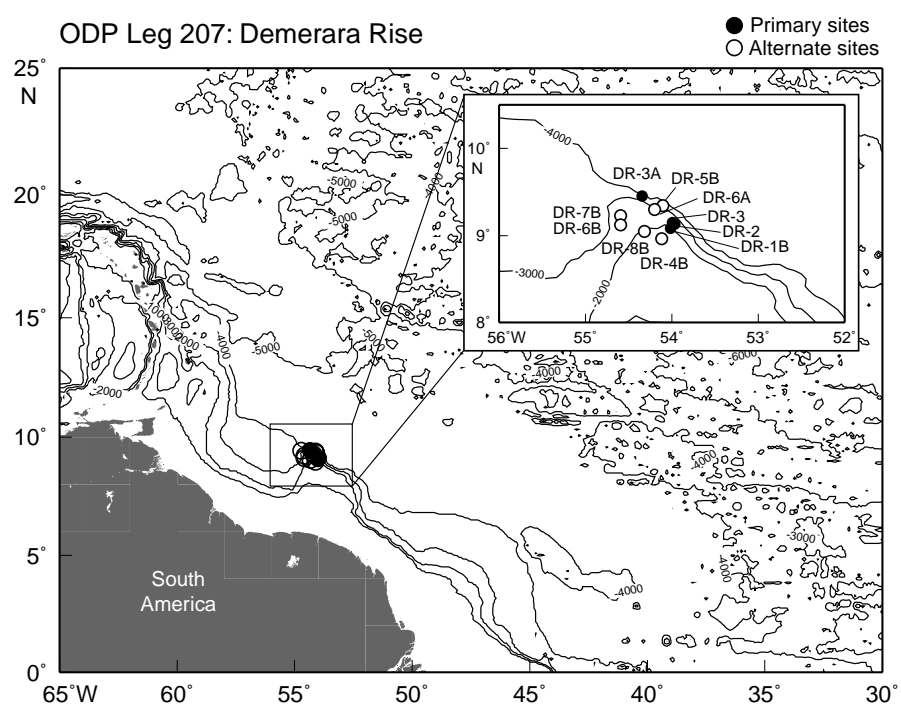 ODP Leg 207: Demerara Rise
Primary sites
Alternate sites
25˚
N
20˚
15˚
10˚
5˚
0˚
65˚W
60˚
55˚
50˚
45˚
40˚
35˚
30˚
South
America
-5000
-5000
-4000
-5000
-5000
-4000
-2000
-4000
-6000
-4000
-4000
-3000
-4000
-4000
10˚
N
9˚
8˚
56˚W
55˚
54˚
53˚
52˚
-4000
-3000
-2000
DR-3A
DR-5B
DR-6A
DR-3
DR-2
DR-1B
DR-7B
DR-6B
DR-8B
DR-4B